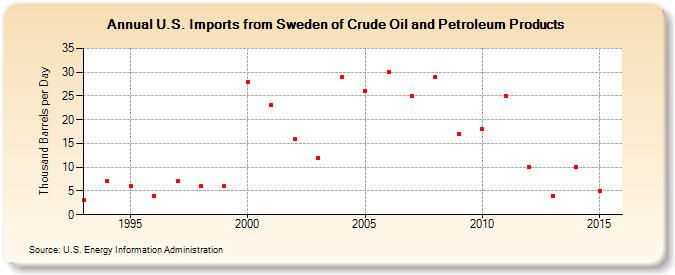 Annual U.S. Imports from Sweden of Crude Oil and Petroleum Products
Thousand Barrels per Day
35
30
25
20
15
10
5
0
1995 2000 2005 2010 2015
Source: U.S. Energy Information Administration